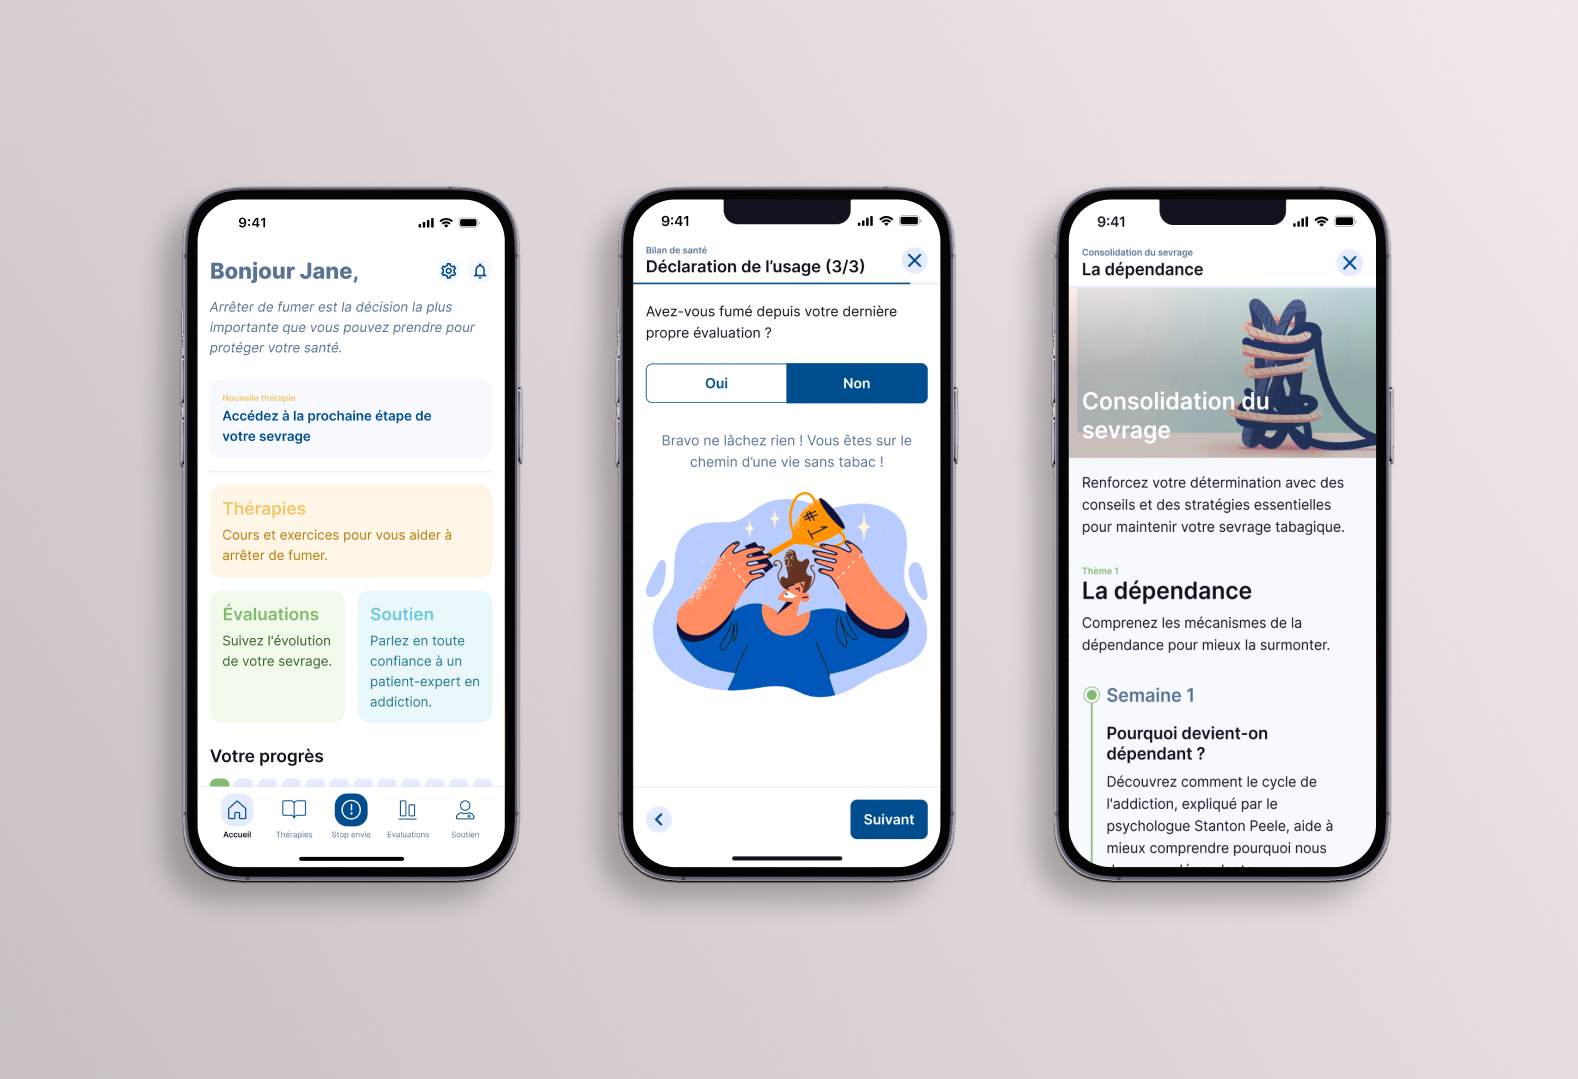 9:41
Bonjour Jane,
Arrêter de fumer est la décision la plus
importante que vous pouvez prendre pour
protéger votre santé.
Nouvelle thérapie
Accédez à la prochaine étape de
votre sevrage
Thérapies
Cours et exercices pour vous aider à
arrêter de fumer.
Évaluations
Suivez l'évolution
de votre sevrage.
Soutien
Parlez en toute
confiance à un
patient-expert en
addiction.
Votre progrès
Accueil
Thérapies
Stop envie
Evaluations
Soutien
9:41
Bilan de santé
Déclaration de l'usage (3/3)
Avez-vous fumé depuis votre dernière
propre évaluation ?
Oui
Non
Bravo ne lâchez rien ! Vous êtes sur le
chemin d'une vie sans tabac !
#1
Suivant
9:41
Consolidation du sevrage
La dépendance
Consolidation du
sevrage
Renforcez votre détermination avec des
conseils et des stratégies essentielles
pour maintenir votre sevrage tabagique.
Thème 1
La dépendance
Comprenez les mécanismes de la
dépendance pour mieux la surmonter.
Semaine 1
Pourquoi devient-on
dépendant ?
Découvrez comment le cycle de
l'addiction, expliqué par le
psychologue Stanton Peele, aide à
mieux comprendre pourquoi nous